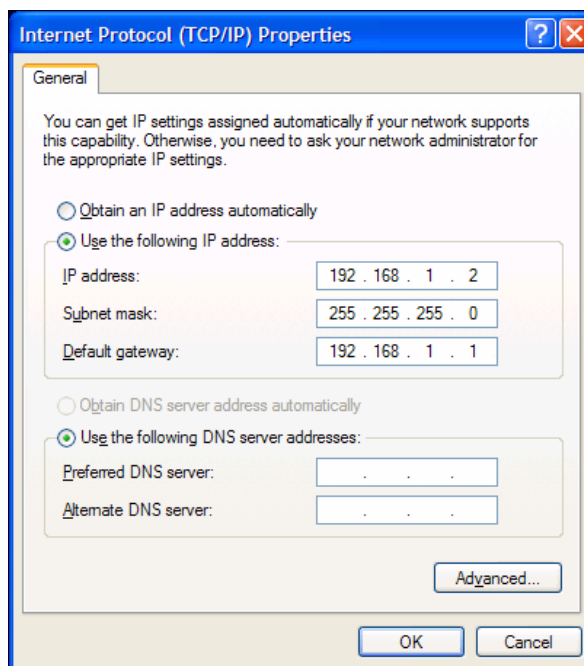 Internet Protocol (TCP/IP) Properties
General
You can get IP settings assigned automatically if your network supports
this capability. Otherwise, you need to ask your network administrator for
the appropriate IP settings.
Obtain an IP address automatically
Use the following IP address:
IP address: 192 . 168 . 1 . 2
Subnet mask: 255 . 255 . 255 . 0
Default gateway: 192 . 168 . 1 . 1
Obtain DNS server address automatically
Use the following DNS server addresses:
Preferred DNS server: . . .
Alternate DNS server: . . .
Advanced...
OK Cancel